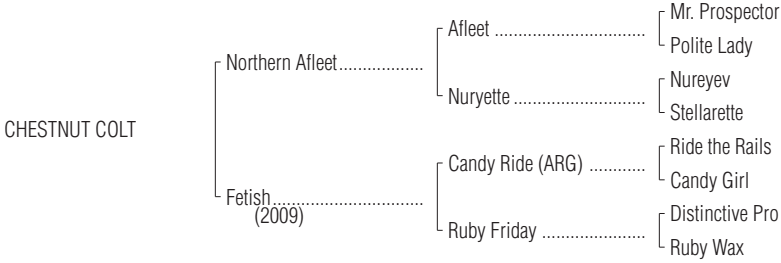 Mr. Prospector
Afleet ................................
Polite Lady
Northern Afleet..................
Nureyev
Nuryette ............................
Stellarette
CHESTNUT COLT
Ride the Rails
Candy Ride (ARG) ............
Candy Girl
Fetish................................
(2009)
Distinctive Pro
Ruby Friday ......................
Ruby Wax